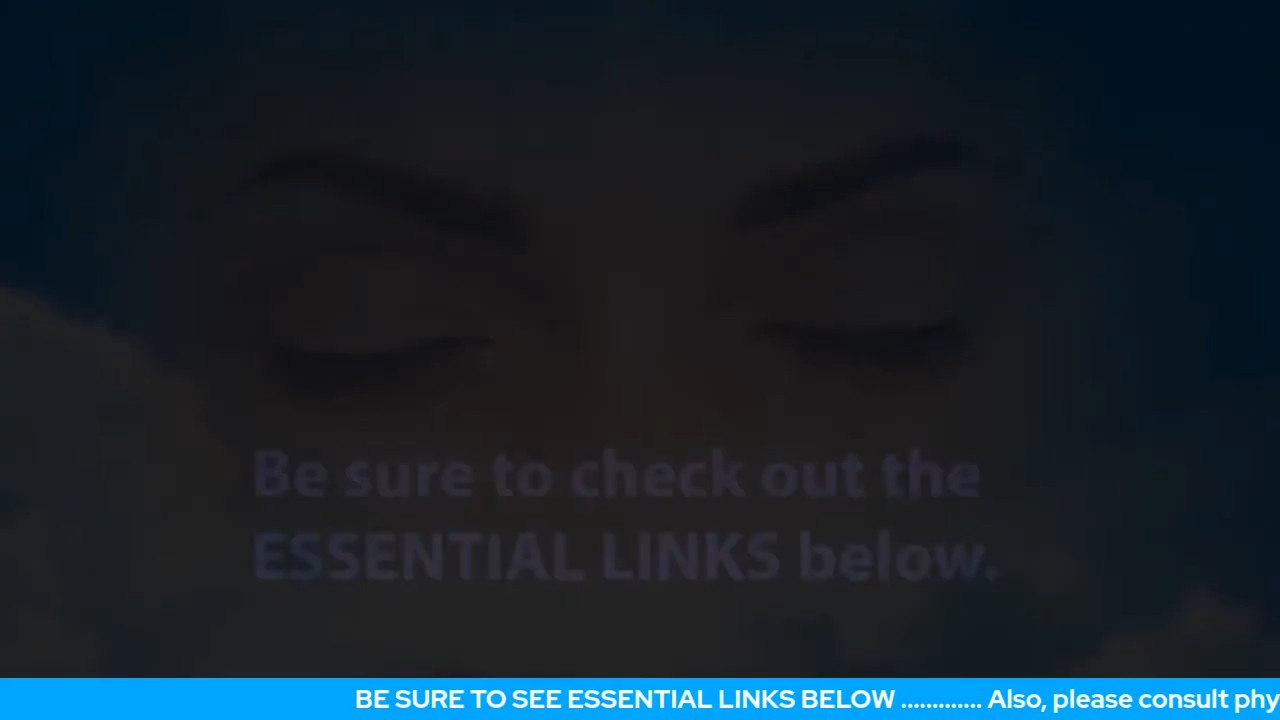 Be sure to check out the
ESSENTIAL LINKS below.
BE SURE TO SEE ESSENTIAL LINKS BELOW ............. Also, please consult